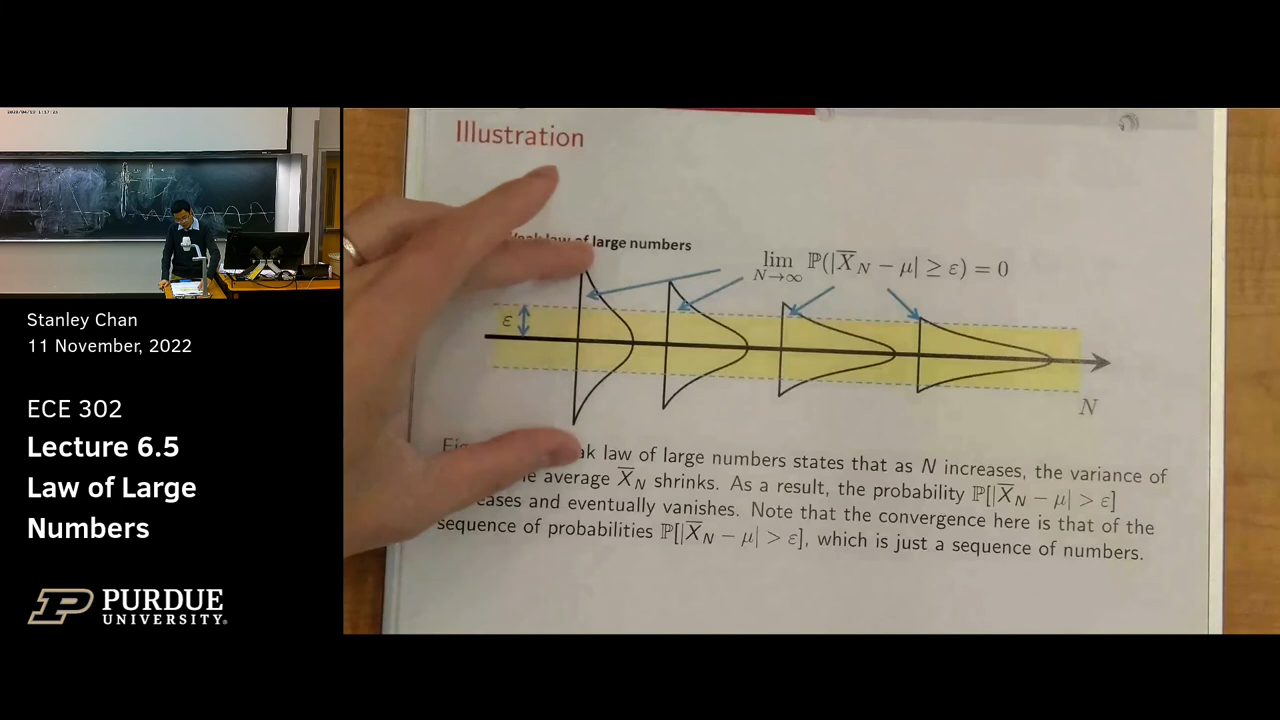 Stanley Chan
11 November, 2022
ECE 302
Lecture 6.5
Law of Large
Numbers
PURDUE
UNIVERSITY
Illustration
of large numbers
lim N→∞ ℙ(|X̅_N − μ| ≥ ε) = 0
ε
N
law of large numbers states that as N increases, the variance of
average X̅_N shrinks. As a result, the probability ℙ[|X̅_N − μ| > ε]
and eventually vanishes. Note that the convergence here is that of the
sequence of probabilities ℙ[|X̅_N − μ| > ε], which is just a sequence of numbers.